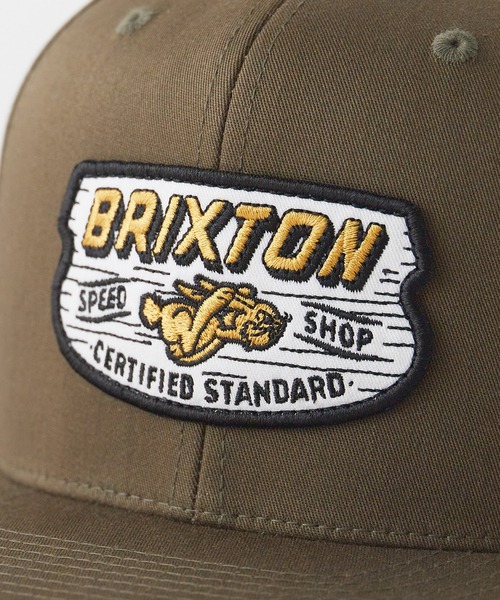 BRIXTON
SPEED SHOP
·CERTIFIED STANDARD·